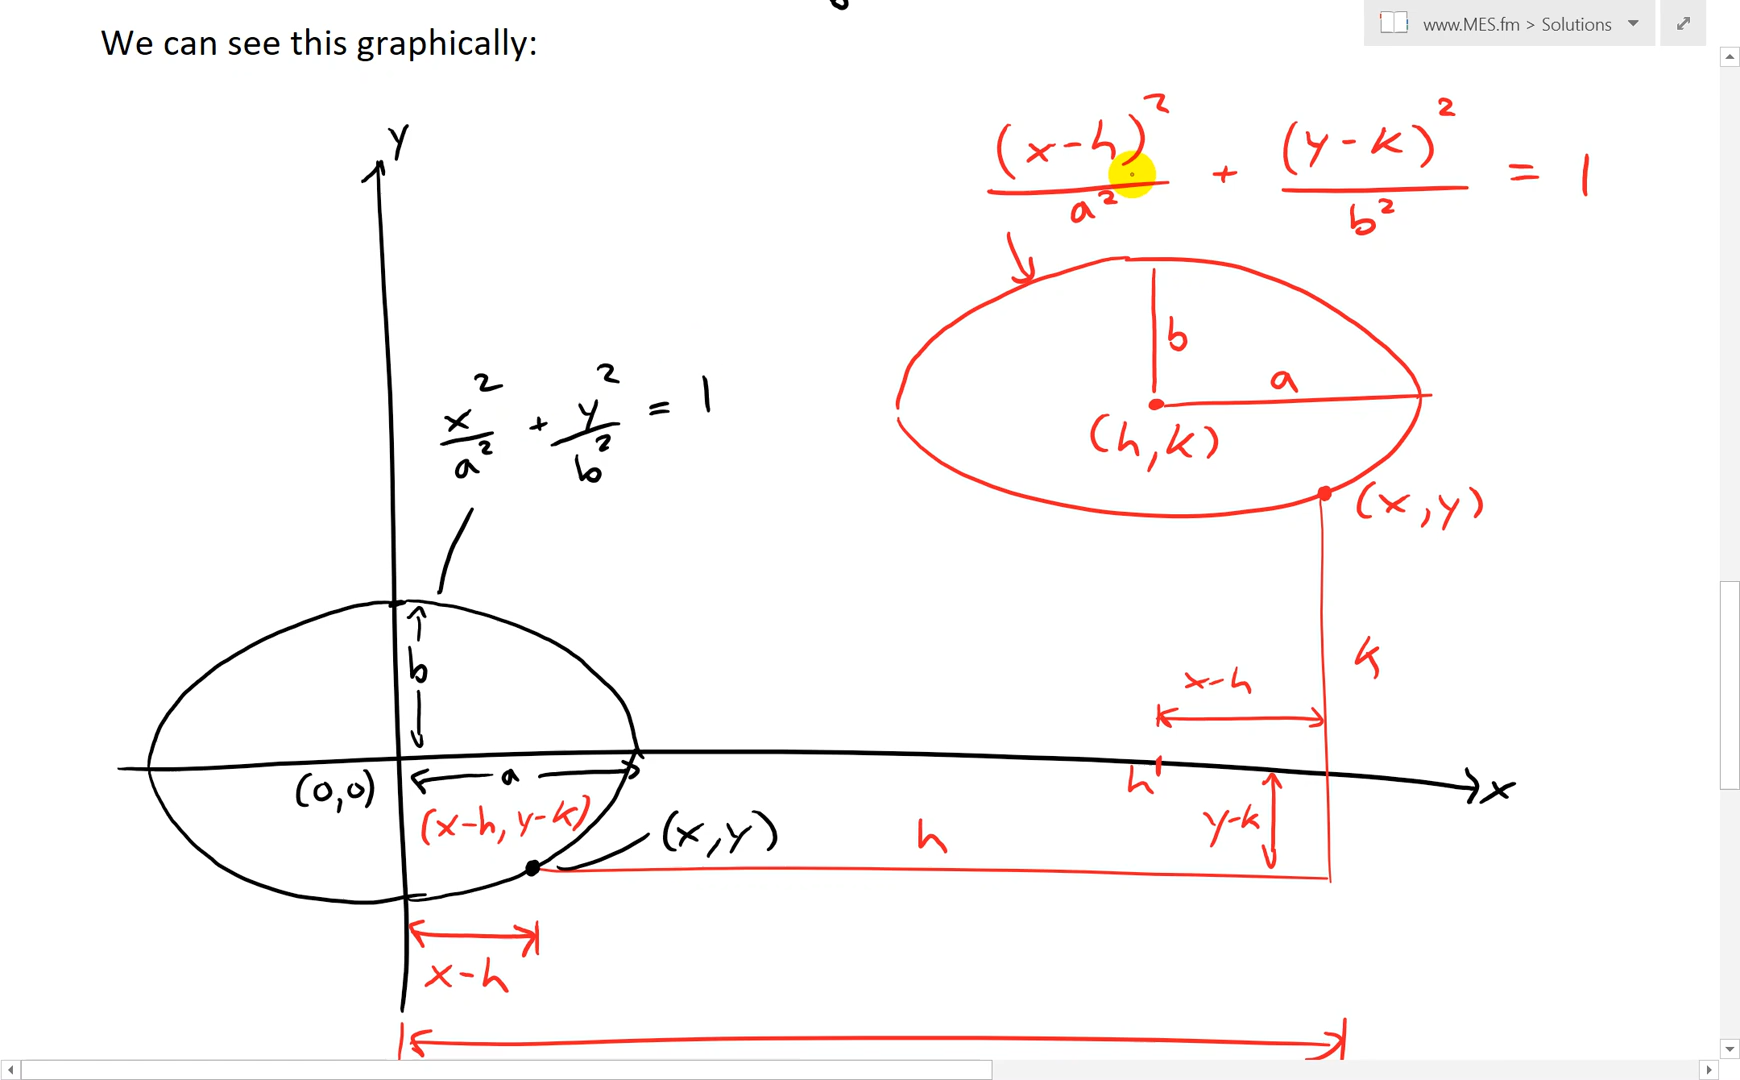 We can see this graphically:
www.MES.fm > Solutions
y
(x-h)² / a² + (y-k)² / b² = 1
b
a
(h,k)
(x,y)
x² / a² + y² / b² = 1
b
k
x-h
(0,0)
a
h
x
(x-h, y-k)
(x,y)
h
y-k
x-h